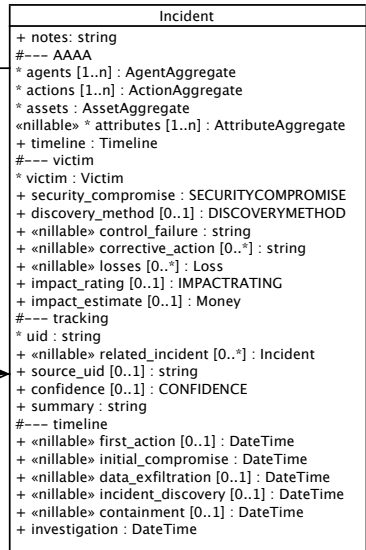 Incident
+ notes: string
#--- AAAA
* agents [1..n] : AgentAggregate
* actions [1..n] : ActionAggregate
* assets : AssetAggregate
«nillable» * attributes [1..n] : AttributeAggregate
+ timeline : Timeline
#--- victim
* victim : Victim
+ security_compromise : SECURITYCOMPROMISE
+ discovery_method [0..1] : DISCOVERYMETHOD
+ «nillable» control_failure : string
+ «nillable» corrective_action [0..*] : string
+ «nillable» losses [0..*] : Loss
+ impact_rating [0..1] : IMPACTRATING
+ impact_estimate [0..1] : Money
#--- tracking
* uid : string
+ «nillable» related_incident [0..*] : Incident
+ source_uid [0..1] : string
+ confidence [0..1] : CONFIDENCE
+ summary : string
#--- timeline
+ «nillable» first_action [0..1] : DateTime
+ «nillable» initial_compromise : DateTime
+ «nillable» data_exfiltration [0..1] : DateTime
+ «nillable» incident_discovery [0..1] : DateTime
+ «nillable» containment [0..1] : DateTime
+ investigation : DateTime